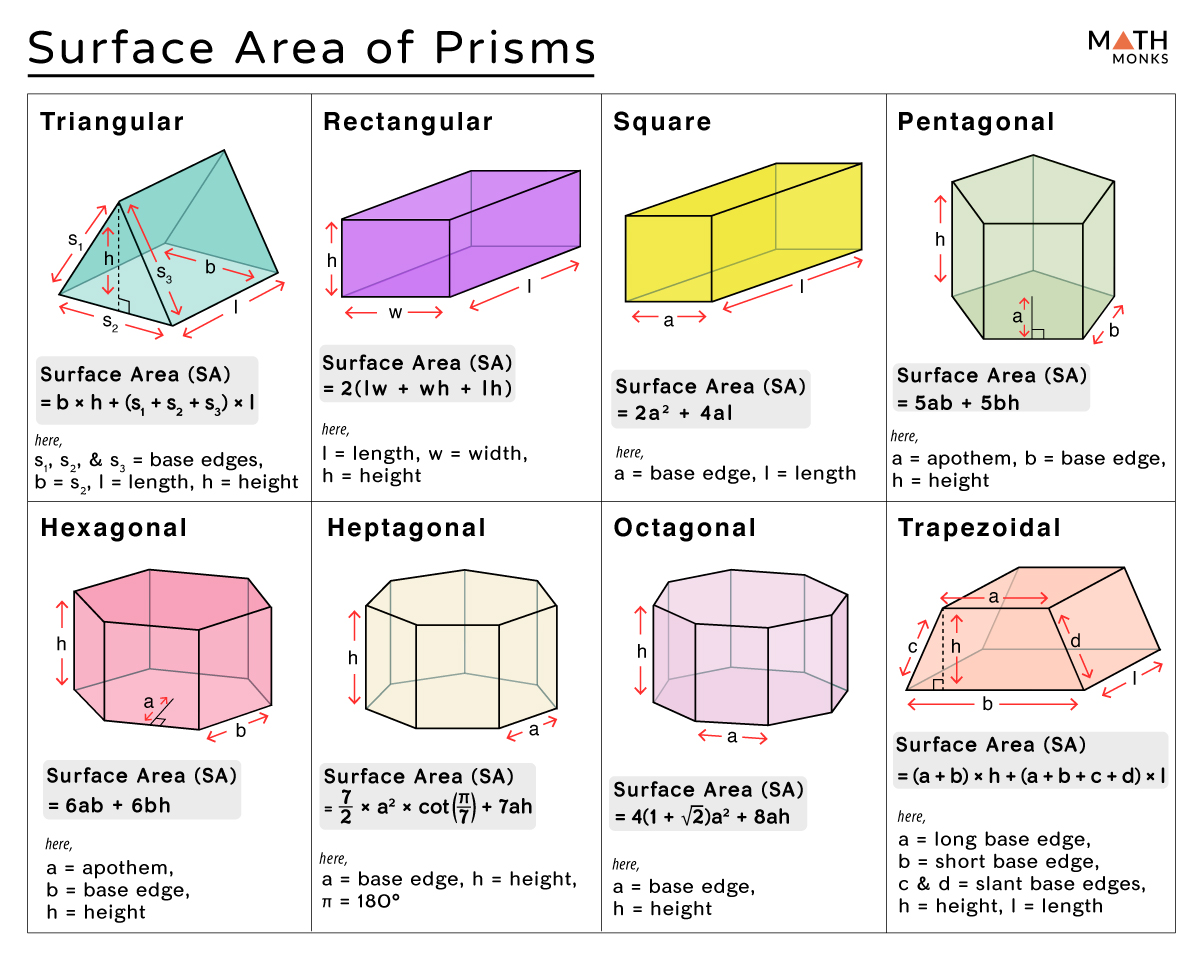 Surface Area of Prisms
MATH
MONKS
Triangular
s₁
h
s₃
b
s₂
l
Surface Area (SA)
= b × h + (s₁ + s₂ + s₃) × l
here,
s₁, s₂, & s₃ = base edges,
b = s₂, l = length, h = height
Rectangular
h
w
l
Surface Area (SA)
= 2(lw + wh + lh)
here,
l = length, w = width,
h = height
Square
a
l
Surface Area (SA)
= 2a² + 4al
here,
a = base edge, l = length
Pentagonal
h
a
b
Surface Area (SA)
= 5ab + 5bh
here,
a = apothem, b = base edge,
h = height
Hexagonal
h
a
b
Surface Area (SA)
= 6ab + 6bh
here,
a = apothem,
b = base edge,
h = height
Heptagonal
h
a
Surface Area (SA)
= 7/2 × a² × cot(π/7) + 7ah
here,
a = base edge, h = height,
π = 180°
Octagonal
h
a
Surface Area (SA)
= 4(1 + √2)a² + 8ah
here,
a = base edge,
h = height
Trapezoidal
a
c
h
d
l
b
Surface Area (SA)
= (a + b) × h + (a + b + c + d) × l
here,
a = long base edge,
b = short base edge,
c & d = slant base edges,
h = height, l = length